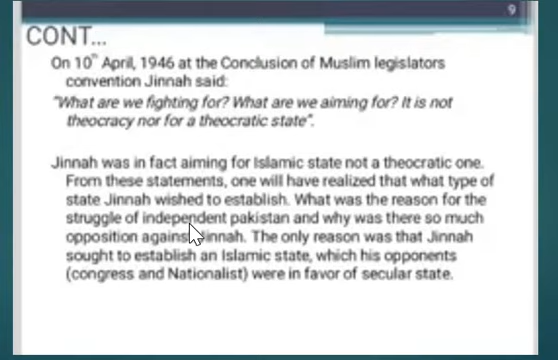 9
CONT...
On 10th April, 1946 at the Conclusion of Muslim legislators
convention Jinnah said:
"What are we fighting for? What are we aiming for? It is not
theocracy nor for a theocratic state".
Jinnah was in fact aiming for Islamic state not a theocratic one.
From these statements, one will have realized that what type of
state Jinnah wished to establish. What was the reason for the
struggle of independent pakistan and why was there so much
opposition agains innah. The only reason was that Jinnah
sought to establish an Islamic state, which his opponents
(congress and Nationalist) were in favor of secular state.